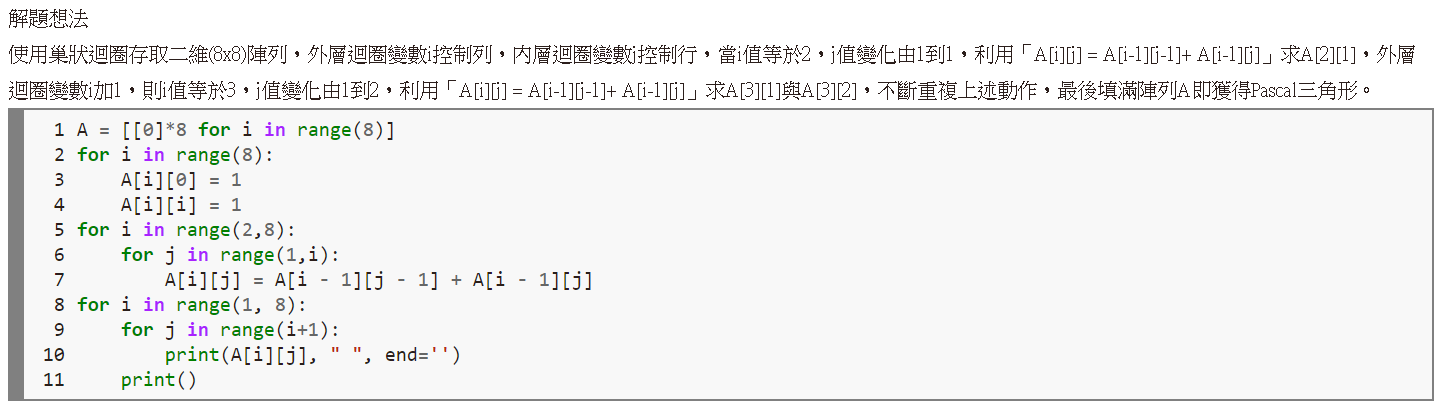 解題想法
使用巢狀迴圈存取二維(8x8)陣列，外層迴圈變數i控制列，內層迴圈變數j控制行，當i值等於2，j值變化由1到1，利用「A[i][j] = A[i-1][j-1]+ A[i-1][j]」求A[2][1]，外層
迴圈變數i加1，則i值等於3，j值變化由1到2，利用「A[i][j] = A[i-1][j-1]+ A[i-1][j]」求A[3][1]與A[3][2]，不斷重複上述動作，最後填滿陣列A即獲得Pascal三角形。
1 A = [[0]*8 for i in range(8)]
2 for i in range(8):
3     A[i][0] = 1
4     A[i][i] = 1
5 for i in range(2,8):
6     for j in range(1,i):
7         A[i][j] = A[i - 1][j - 1] + A[i - 1][j]
8 for i in range(1, 8):
9     for j in range(i+1):
10         print(A[i][j], " ", end='')
11     print()